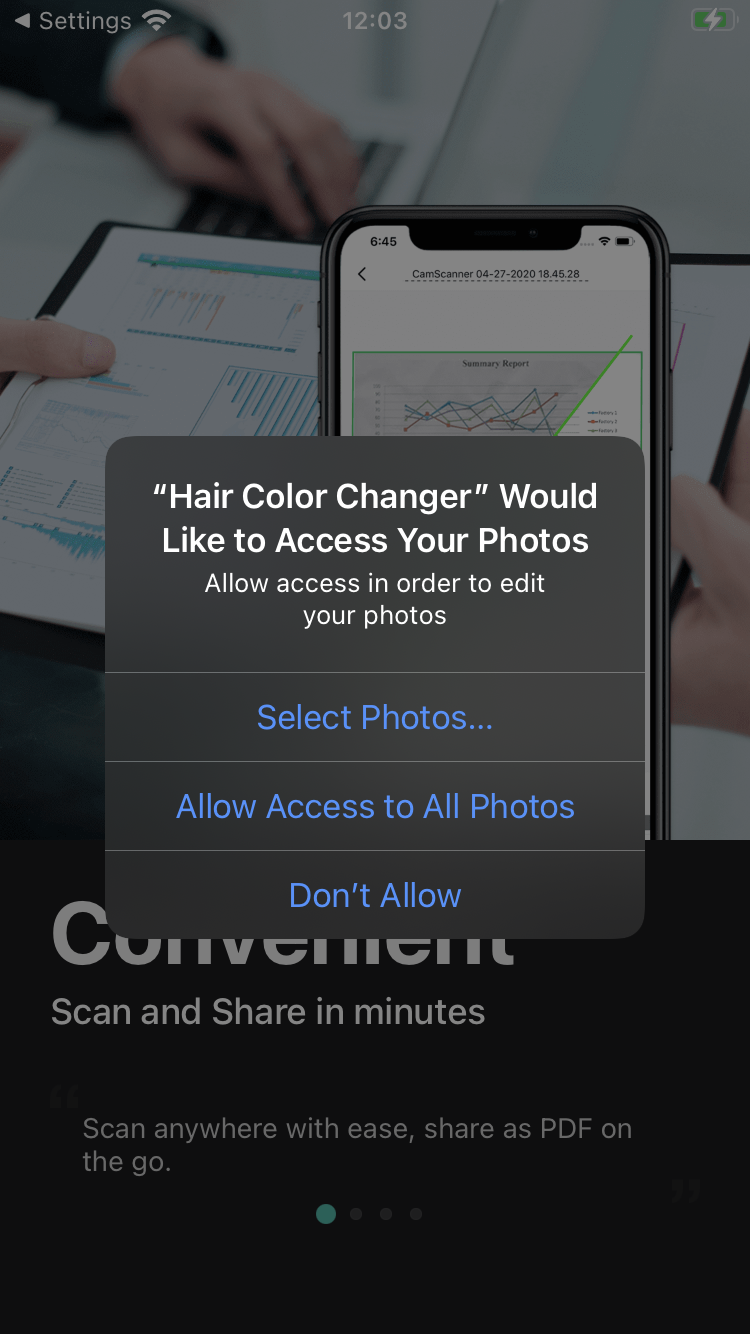 Settings
12:03
6:45
CamScanner 04-27-2020 18.45.28
Summary Report
“Hair Color Changer” Would
Like to Access Your Photos
Allow access in order to edit
your photos
Select Photos...
Allow Access to All Photos
Don’t Allow
Convenient
Scan and Share in minutes
“
Scan anywhere with ease, share as PDF on
the go.
”